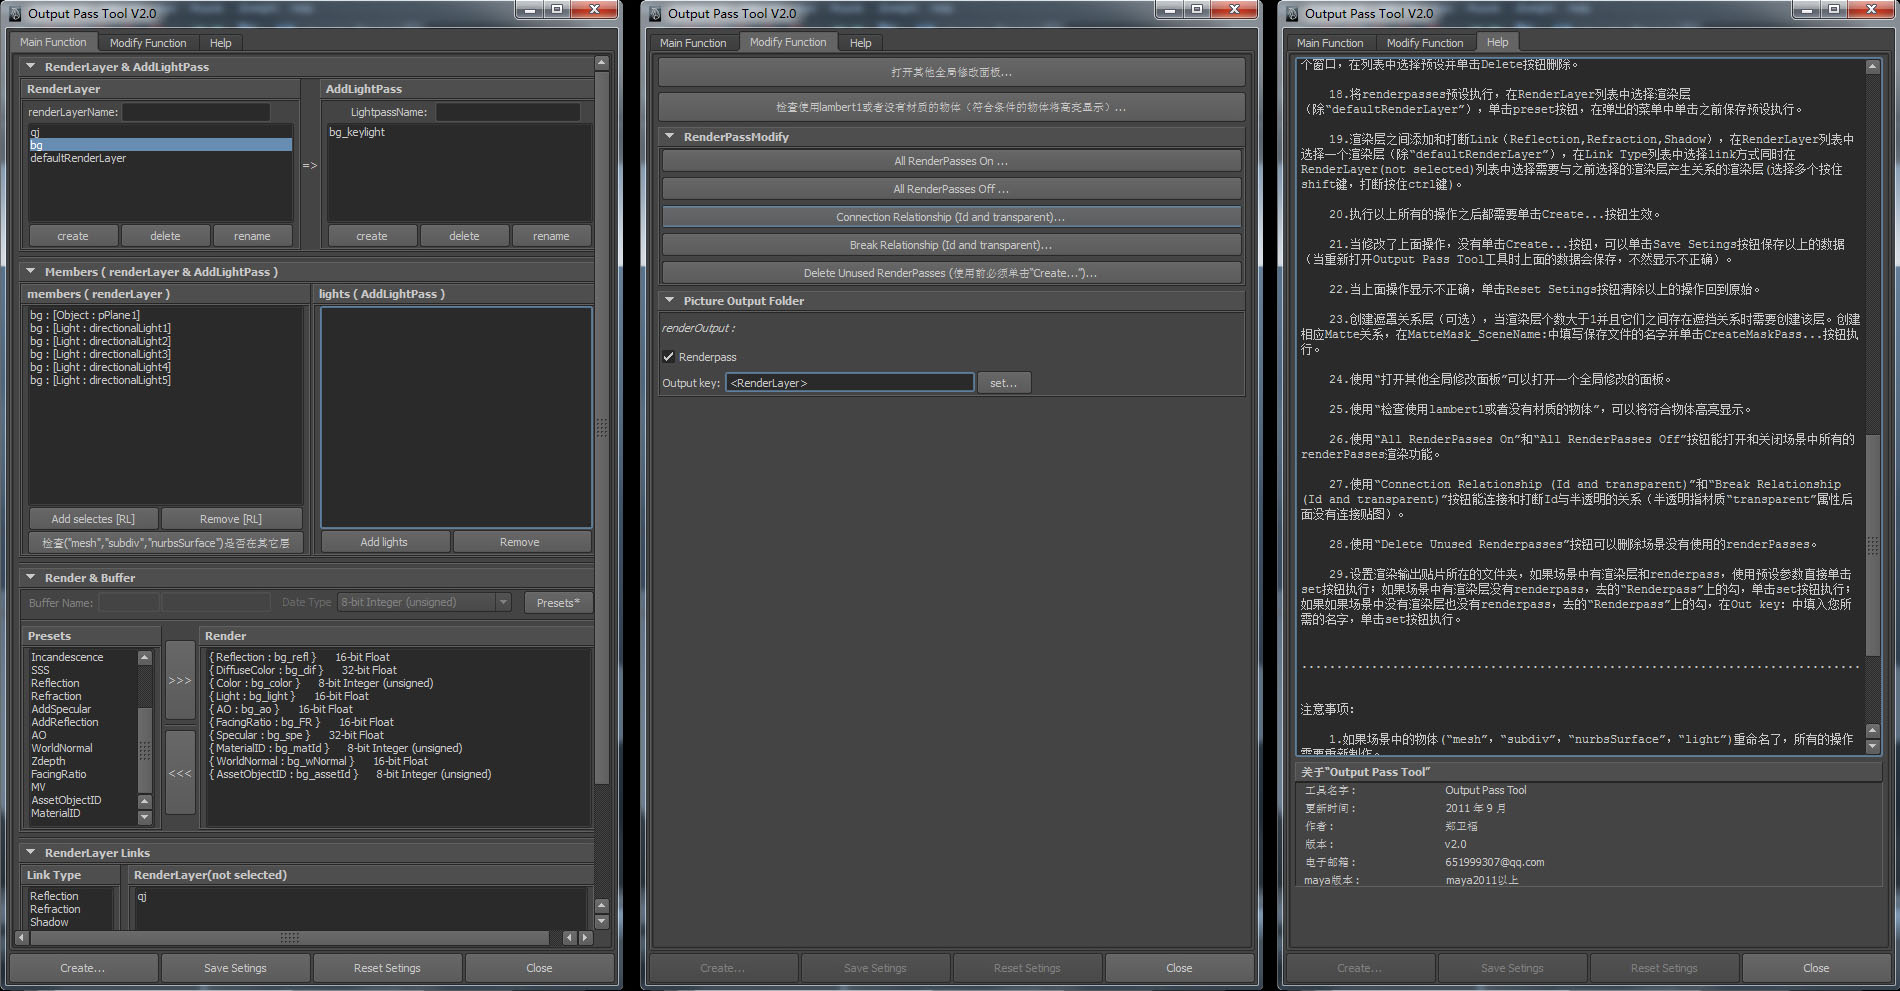 Output Pass Tool V2.0
Main Function
Modify Function
Help
RenderLayer & AddLightPass
RenderLayer
AddLightPass
renderLayerName:
LightpassName:
qj
bg
defaultRenderLayer
=>
bg_keylight
create
delete
rename
create
delete
rename
Members ( renderLayer & AddLightPass )
members ( renderLayer )
lights ( AddLightPass )
bg : [Object : pPlane1]
bg : [Light : directionalLight1]
bg : [Light : directionalLight2]
bg : [Light : directionalLight3]
bg : [Light : directionalLight4]
bg : [Light : directionalLight5]
Add selectes [RL]
Remove [RL]
检查("mesh","subdiv","nurbsSurface")是否在其它层
Add lights
Remove
Render & Buffer
Buffer Name:
Data Type
8-bit Integer (unsigned)
Presets*
Presets
Render
Incandescence
SSS
Reflection
Refraction
AddSpecular
AddReflection
AO
WorldNormal
Zdepth
FacingRatio
MV
AssetObjectID
MaterialID
>>>
<<<
{ Reflection : bg_refl } 16-bit Float
{ DiffuseColor : bg_dif } 32-bit Float
{ Color : bg_color } 8-bit Integer (unsigned)
{ Light : bg_light } 16-bit Float
{ AO : bg_ao } 16-bit Float
{ FacingRatio : bg_FR } 16-bit Float
{ Specular : bg_spe } 32-bit Float
{ MaterialID : bg_matId } 8-bit Integer (unsigned)
{ WorldNormal : bg_wNormal } 16-bit Float
{ AssetObjectID : bg_assetId } 8-bit Integer (unsigned)
RenderLayer Links
Link Type
RenderLayer(not selected)
Reflection
Refraction
Shadow
qj
Create...
Save Setings
Reset Setings
Close
Output Pass Tool V2.0
Main Function
Modify Function
Help
打开其他全局修改面板...
检查使用lambert1或者没有材质的物体（符合条件的物体将高亮显示）...
RenderPassModify
All RenderPasses On ...
All RenderPasses Off ...
Connection Relationship (Id and transparent)...
Break Relationship (Id and transparent)...
Delete Unused RenderPasses (使用前必须单击"Create...")...
Picture Output Folder
renderOutput :
Renderpass
Output key:
<RenderLayer>
set...
Create...
Save Setings
Reset Setings
Close
Output Pass Tool V2.0
Main Function
Modify Function
Help
个窗口，在列表中选择预设并单击Delete按钮删除。
18.将renderpasses预设执行，在RenderLayer列表中选择渲染层
（除“defaultRenderLayer”），单击preset按钮，在弹出的菜单中单击之前保存预设执行。
19.渲染层之间添加和打断Link（Reflection,Refraction,Shadow），在RenderLayer列表中
选择一个渲染层（除“defaultRenderLayer”），在Link Type列表中选择link方式同时在
RenderLayer(not selected)列表中选择需要与之前选择的渲染层产生关系的渲染层(选择多个按住
shift键，打断按住ctrl键)。
20.执行以上所有的操作之后都需要单击Create...按钮生效。
21.当修改了上面操作，没有单击Create...按钮，可以单击Save Setings按钮保存以上的数据
（当重新打开Output Pass Tool工具时上面的数据会保存，不然显示不正确）。
22.当上面操作显示不正确，单击Reset Setings按钮清除以上的操作回到原始。
23.创建遮罩关系层（可选），当渲染层个数大于1并且它们之间存在遮挡关系时需要创建该层。创建
相应Matte关系，在MatteMask_SceneName:中填写保存文件的名字并单击CreateMaskPass...按钮执
行。
24.使用“打开其他全局修改面板”可以打开一个全局修改的面板。
25.使用“检查使用lambert1或者没有材质的物体”，可以将符合物体高亮显示。
26.使用“All RenderPasses On”和“All RenderPasses Off”按钮能打开和关闭场景中所有的
renderPasses渲染功能。
27.使用“Connection Relationship (Id and transparent)”和“Break Relationship
(Id and transparent)”按钮能连接和打断Id与半透明的关系（半透明指材质“transparent”属性后
面没有连接贴图）。
28.使用“Delete Unused Renderpasses”按钮可以删除场景没有使用的renderPasses。
29.设置渲染输出贴片所在的文件夹，如果场景中有渲染层和renderpass，使用预设参数直接单击
set按钮执行；如果场景中有渲染层没有renderpass，去的“Renderpass”上的勾，单击set按钮执行；
如果如果场景中没有渲染层也没有renderpass，去的“Renderpass”上的勾，在Out key：中填入您所
需的名字，单击set按钮执行。
................................................................................
注意事项：
1.如果场景中的物体(“mesh”，“subdiv”，“nurbsSurface”，“light”)重命名了，所有的操作
需要重新制作。
关于“Output Pass Tool”
工具名字： Output Pass Tool
更新时间： 2011 年 9 月
作者： 郑卫福
版本： v2.0
电子邮箱： 651999307@qq.com
maya版本： maya2011以上
Create...
Save Setings
Reset Setings
Close